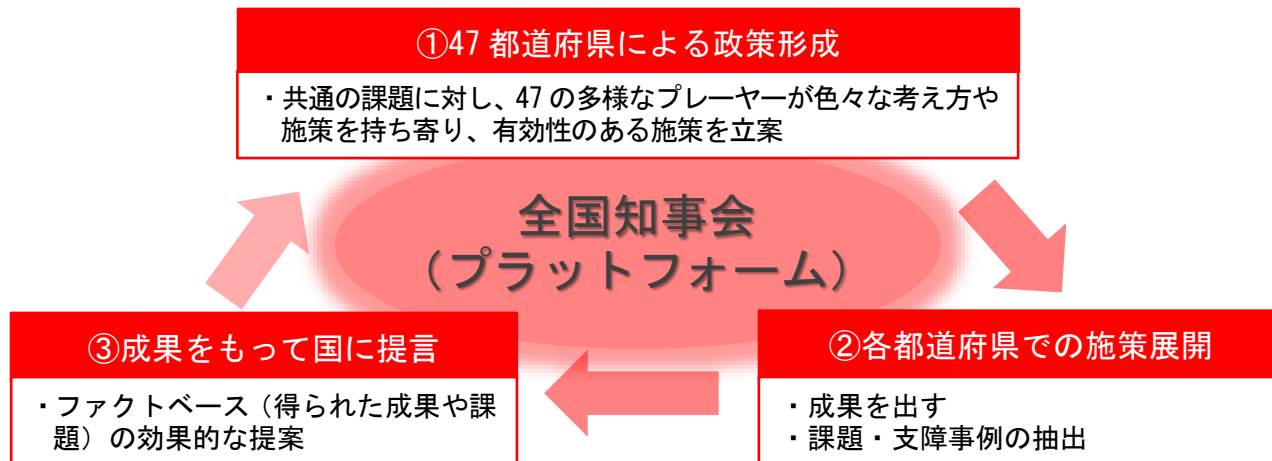 ①47 都道府県による政策形成
・共通の課題に対し、47 の多様なプレーヤーが色々な考え方や
施策を持ち寄り、有効性のある施策を立案
全国知事会
（プラットフォーム）
②各都道府県での施策展開
・成果を出す
・課題・支障事例の抽出
③成果をもって国に提言
・ファクトベース（得られた成果や課
題）の効果的な提案